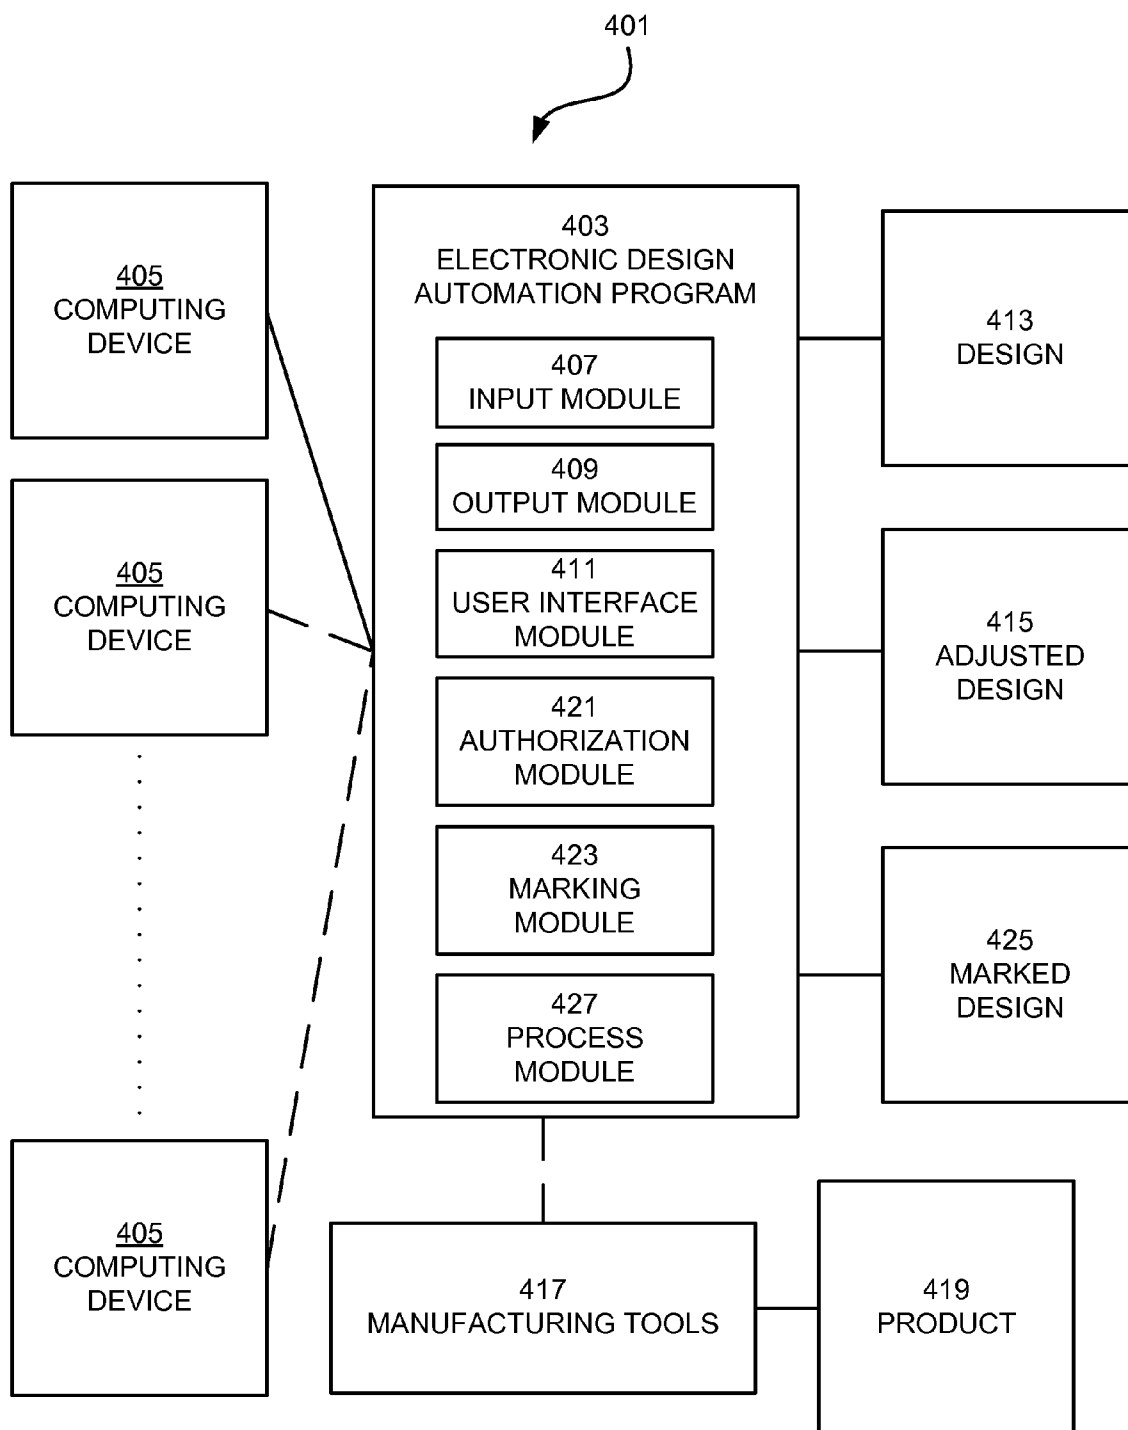 401
405
COMPUTING
DEVICE
405
COMPUTING
DEVICE
405
COMPUTING
DEVICE
403
ELECTRONIC DESIGN
AUTOMATION PROGRAM
407
INPUT MODULE
409
OUTPUT MODULE
411
USER INTERFACE
MODULE
421
AUTHORIZATION
MODULE
423
MARKING
MODULE
427
PROCESS
MODULE
413
DESIGN
415
ADJUSTED
DESIGN
425
MARKED
DESIGN
417
MANUFACTURING TOOLS
419
PRODUCT